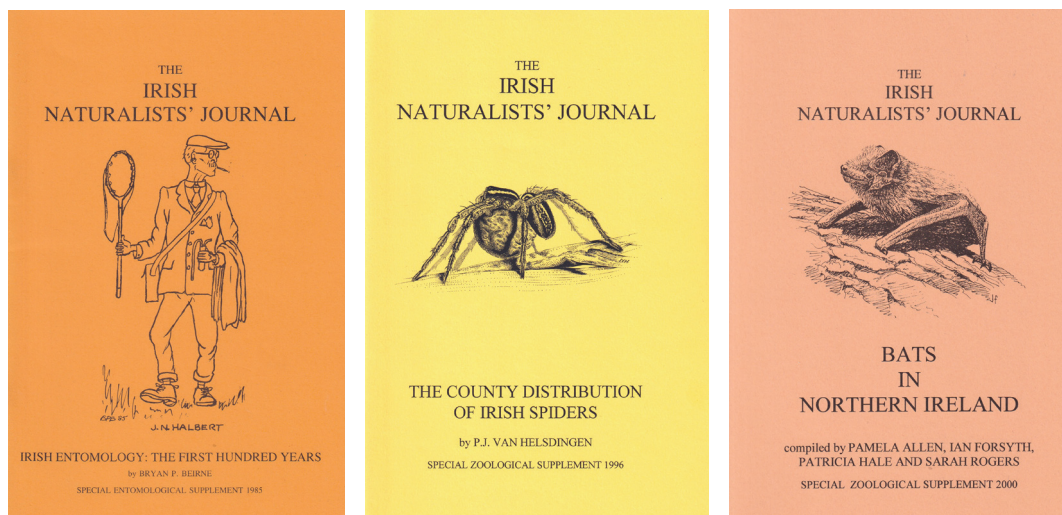 THE
IRISH
NATURALISTS' JOURNAL
BPB 85
J.N. HALBERT
IRISH ENTOMOLOGY: THE FIRST HUNDRED YEARS
by BRYAN P. BEIRNE
SPECIAL ENTOMOLOGICAL SUPPLEMENT 1985
THE
IRISH
NATURALISTS' JOURNAL
THE COUNTY DISTRIBUTION
OF IRISH SPIDERS
by P.J. VAN HELSDINGEN
SPECIAL ZOOLOGICAL SUPPLEMENT 1996
THE
IRISH
NATURALISTS' JOURNAL
BATS
IN
NORTHERN IRELAND
compiled by PAMELA ALLEN, IAN FORSYTH,
PATRICIA HALE AND SARAH ROGERS
SPECIAL ZOOLOGICAL SUPPLEMENT 2000